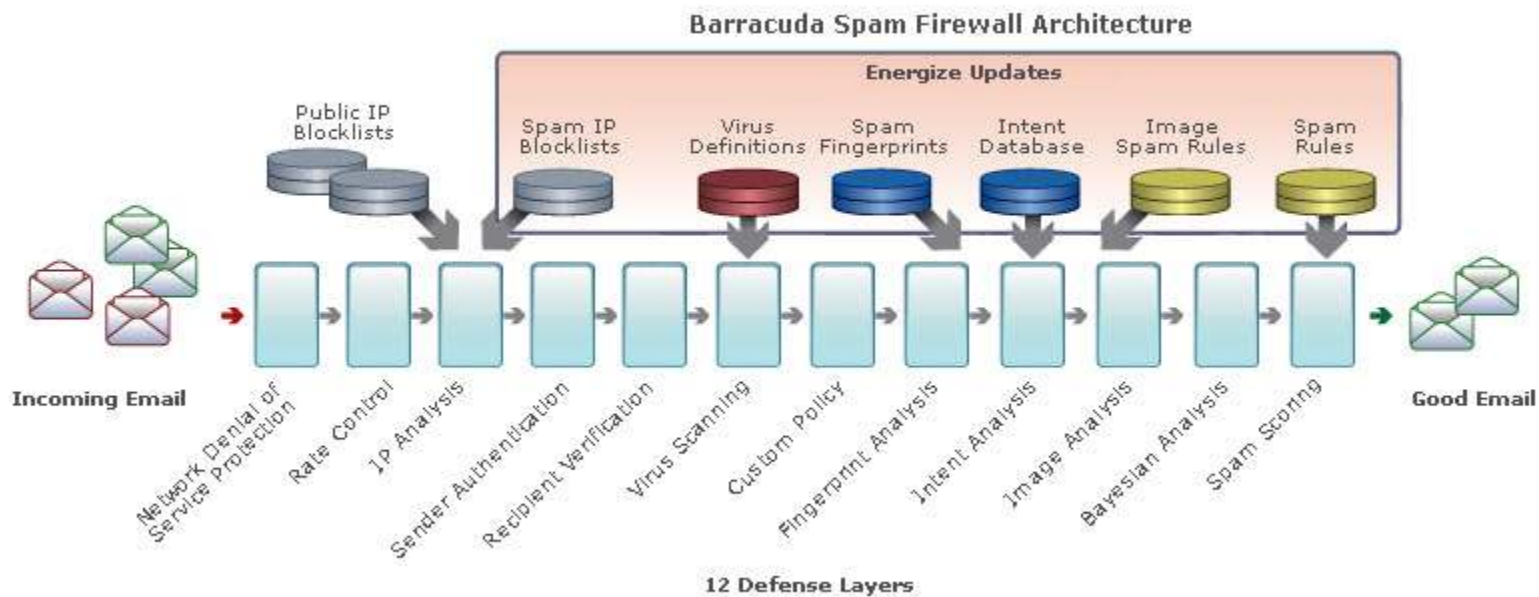 Barracuda Spam Firewall Architecture
Energize Updates
Public IP
Blocklists
Spam IP
Blocklists
Virus
Definitions
Spam
Fingerprints
Intent
Database
Image
Spam Rules
Spam
Rules
Incoming Email
Good Email
Network Denial of
Service Protection
Rate Control
IP Analysis
Sender Authentication
Recipient Verification
Virus Scanning
Custom Policy
Fingerprint Analysis
Intent Analysis
Image Analysis
Bayesian Analysis
Spam Scoring
12 Defense Layers